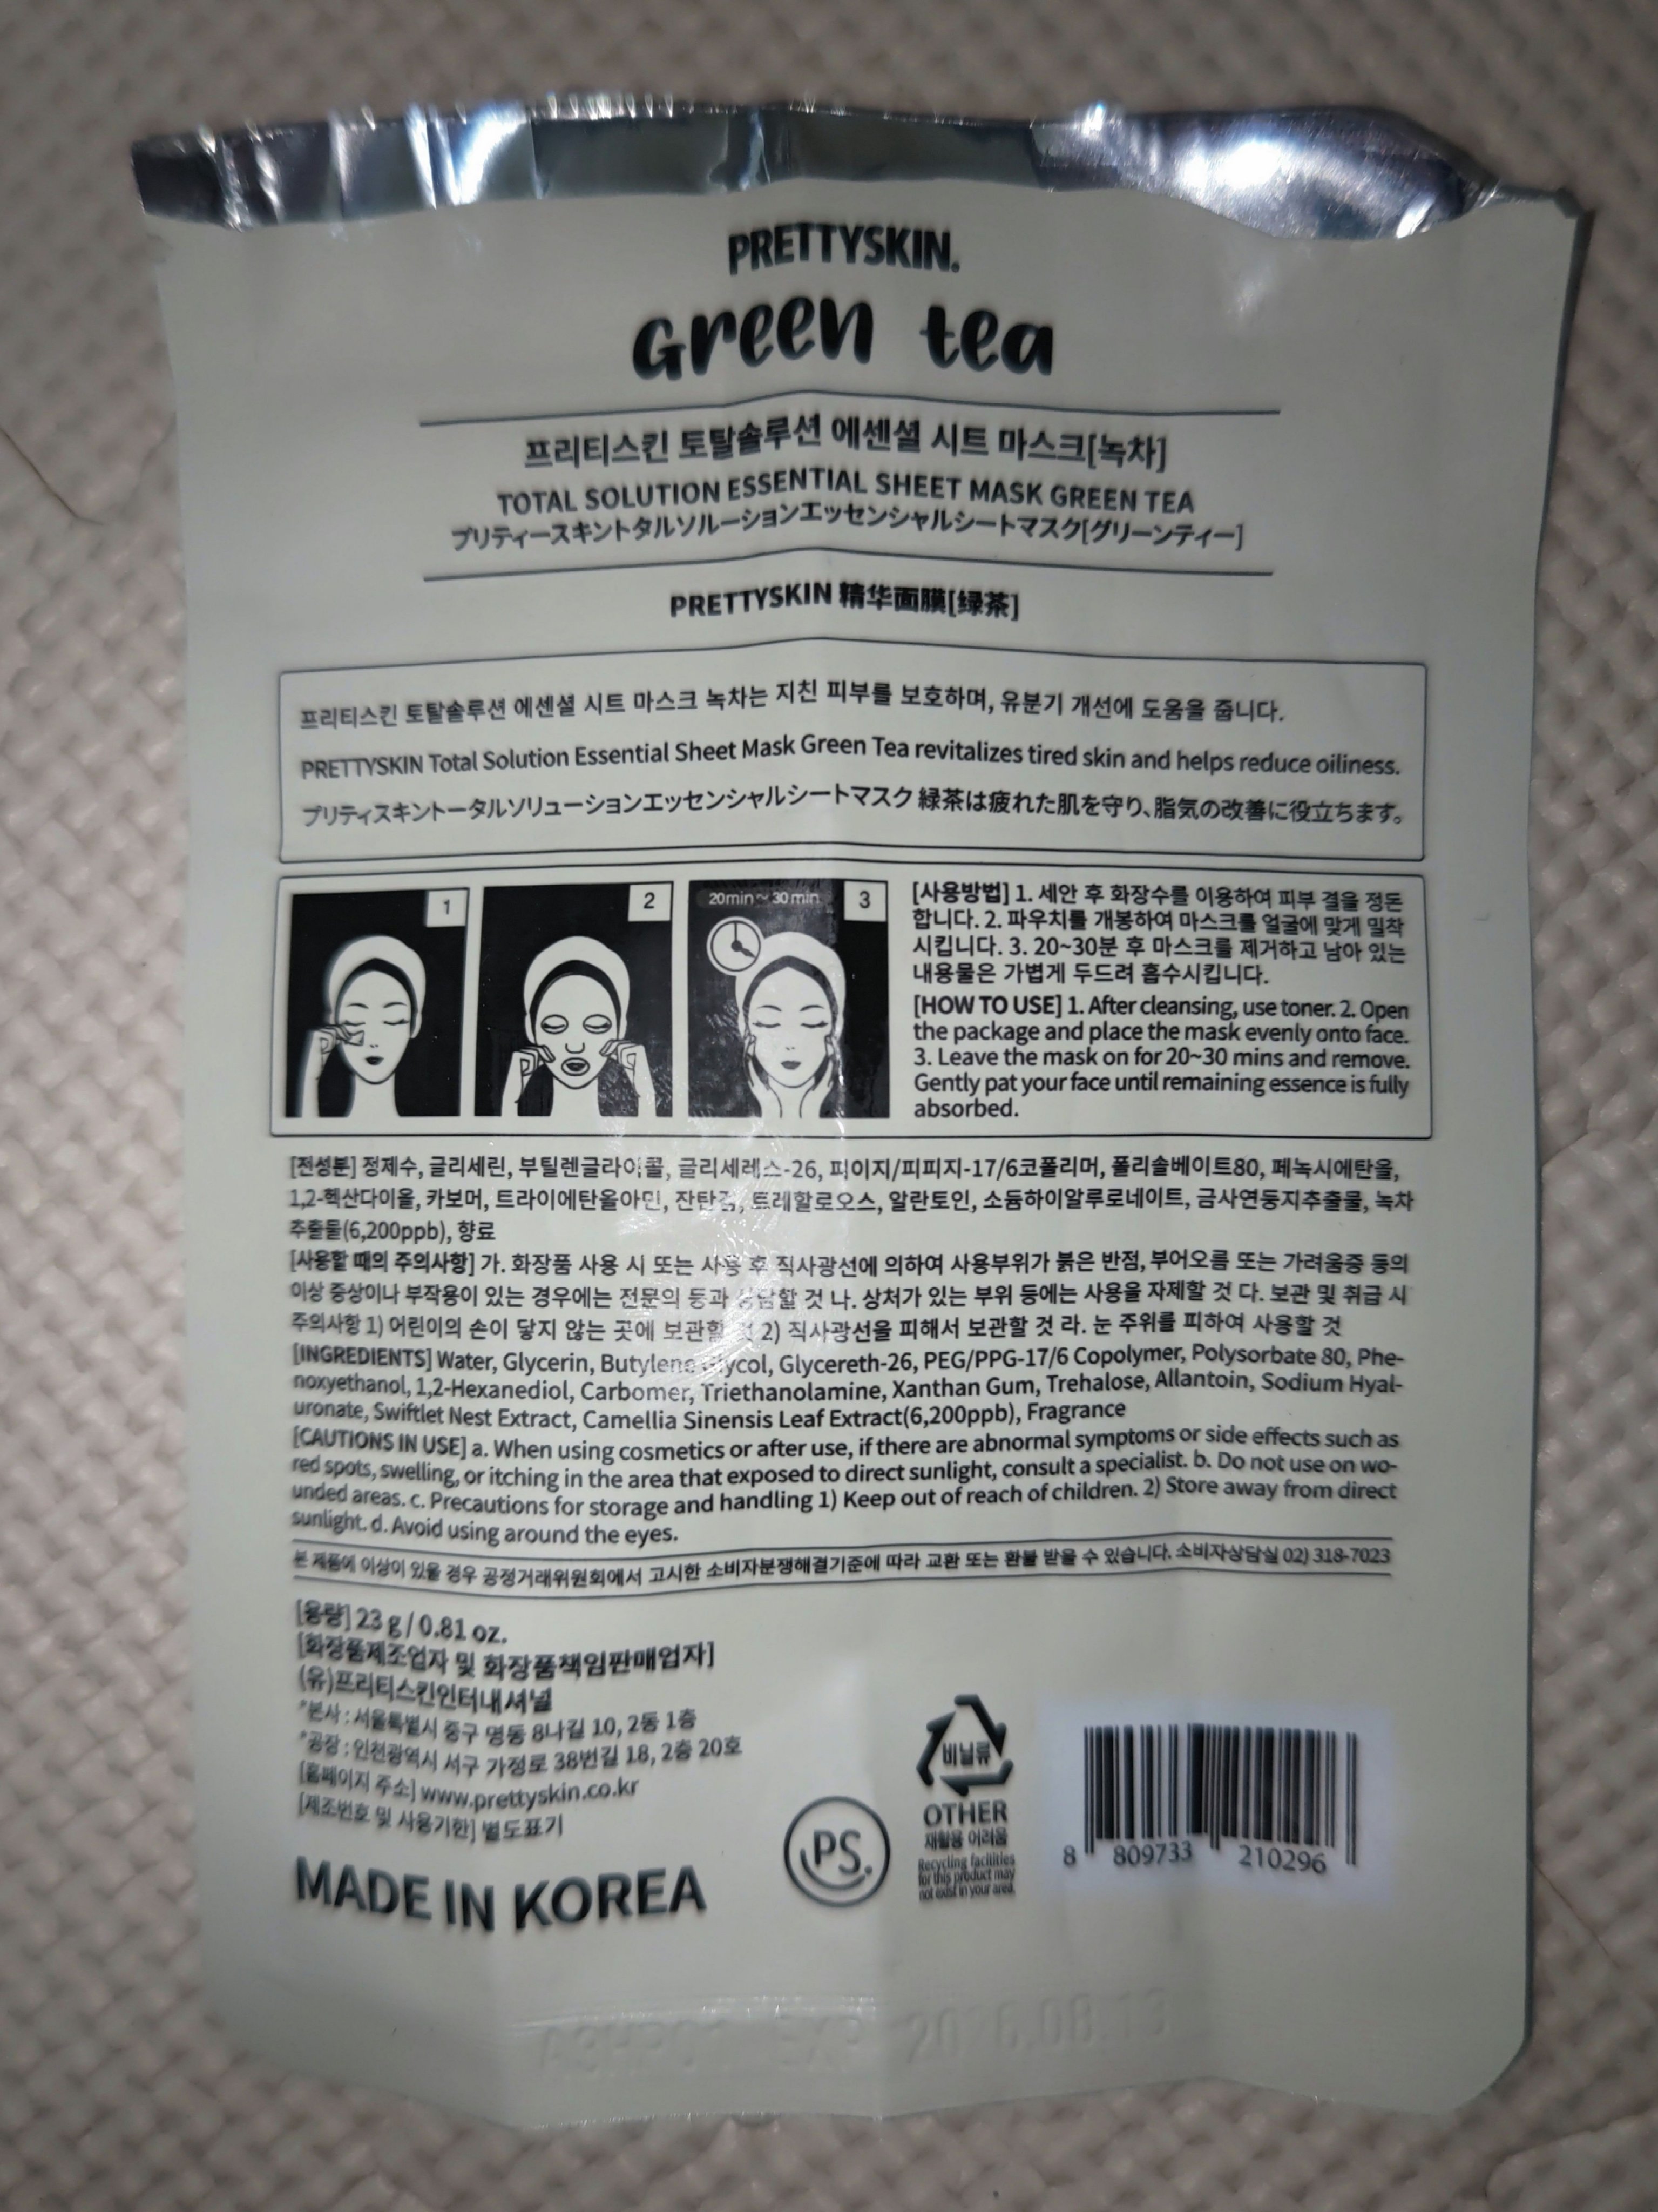 PRETTYSKIN.
Green tea
프리티스킨 토탈솔루션 에센셜 시트 마스크[녹차]
TOTAL SOLUTION ESSENTIAL SHEET MASK GREEN TEA
プリティースキントタルソルーションエッセンシャルシートマスク[グリーンティー]
PRETTYSKIN 精华面膜[绿茶]
프리티스킨 토탈솔루션 에센셜 시트 마스크 녹차는 지친 피부를 보호하며, 유분기 개선에 도움을 줍니다.
PRETTYSKIN Total Solution Essential Sheet Mask Green Tea revitalizes tired skin and helps reduce oiliness.
プリティスキントータルソリューションエッセンシャルシートマスク 緑茶は疲れた肌を守り、脂気の改善に役立ちます。
1
2
20min ~ 30 min
3
[사용방법] 1. 세안 후 화장수를 이용하여 피부 결을 정돈
합니다. 2. 파우치를 개봉하여 마스크를 얼굴에 맞게 밀착
시킵니다. 3. 20~30분 후 마스크를 제거하고 남아 있는
내용물은 가볍게 두드려 흡수시킵니다.
[HOW TO USE] 1. After cleansing, use toner. 2. Open
the package and place the mask evenly onto face.
3. Leave the mask on for 20~30 mins and remove.
Gently pat your face until remaining essence is fully
absorbed.
[전성분] 정제수, 글리세린, 부틸렌글라이콜, 글리세레스-26, 피이지/피피지-17/6코폴리머, 폴리솔베이트80, 페녹시에탄올,
1,2-헥산다이올, 카보머, 트라이에탄올아민, 잔탄검, 트레할로오스, 알란토인, 소듐하이알루로네이트, 금사연둥지추출물, 녹차
추출물(6,200ppb), 향료
[사용할 때의 주의사항] 가. 화장품 사용 시 또는 사용 후 직사광선에 의하여 사용부위가 붉은 반점, 부어오름 또는 가려움증 등의
이상 증상이나 부작용이 있는 경우에는 전문의 등과 상담할 것 나. 상처가 있는 부위 등에는 사용을 자제할 것 다. 보관 및 취급 시
주의사항 1) 어린이의 손이 닿지 않는 곳에 보관할 것 2) 직사광선을 피해서 보관할 것 라. 눈 주위를 피하여 사용할 것
[INGREDIENTS] Water, Glycerin, Butylene Glycol, Glycereth-26, PEG/PPG-17/6 Copolymer, Polysorbate 80, Phe-
noxyethanol, 1,2-Hexanediol, Carbomer, Triethanolamine, Xanthan Gum, Trehalose, Allantoin, Sodium Hyal-
uronate, Swiftlet Nest Extract, Camellia Sinensis Leaf Extract(6,200ppb), Fragrance
[CAUTIONS IN USE] a. When using cosmetics or after use, if there are abnormal symptoms or side effects such as
red spots, swelling, or itching in the area that exposed to direct sunlight, consult a specialist. b. Do not use on wo-
unded areas. c. Precautions for storage and handling 1) Keep out of reach of children. 2) Store away from direct
sunlight. d. Avoid using around the eyes.
본 제품에 이상이 있을 경우 공정거래위원회에서 고시한 소비자분쟁해결기준에 따라 교환 또는 환불 받을 수 있습니다. 소비자상담실 02) 318-7023
[용량] 23 g / 0.81 oz.
[화장품제조업자 및 화장품책임판매업자]
(유)프리티스킨인터내셔널
*본사 : 서울특별시 중구 명동 8나길 10, 2동 1층
*공장 : 인천광역시 서구 가정로 38번길 18, 2층 20호
[홈페이지 주소] www.prettyskin.co.kr
[제조번호 및 사용기한] 별도표기
MADE IN KOREA
PS.
비닐류
OTHER
재활용 어려움
Recycling facilities
for this product may
not exist in your area.
8 809733 210296
EXP